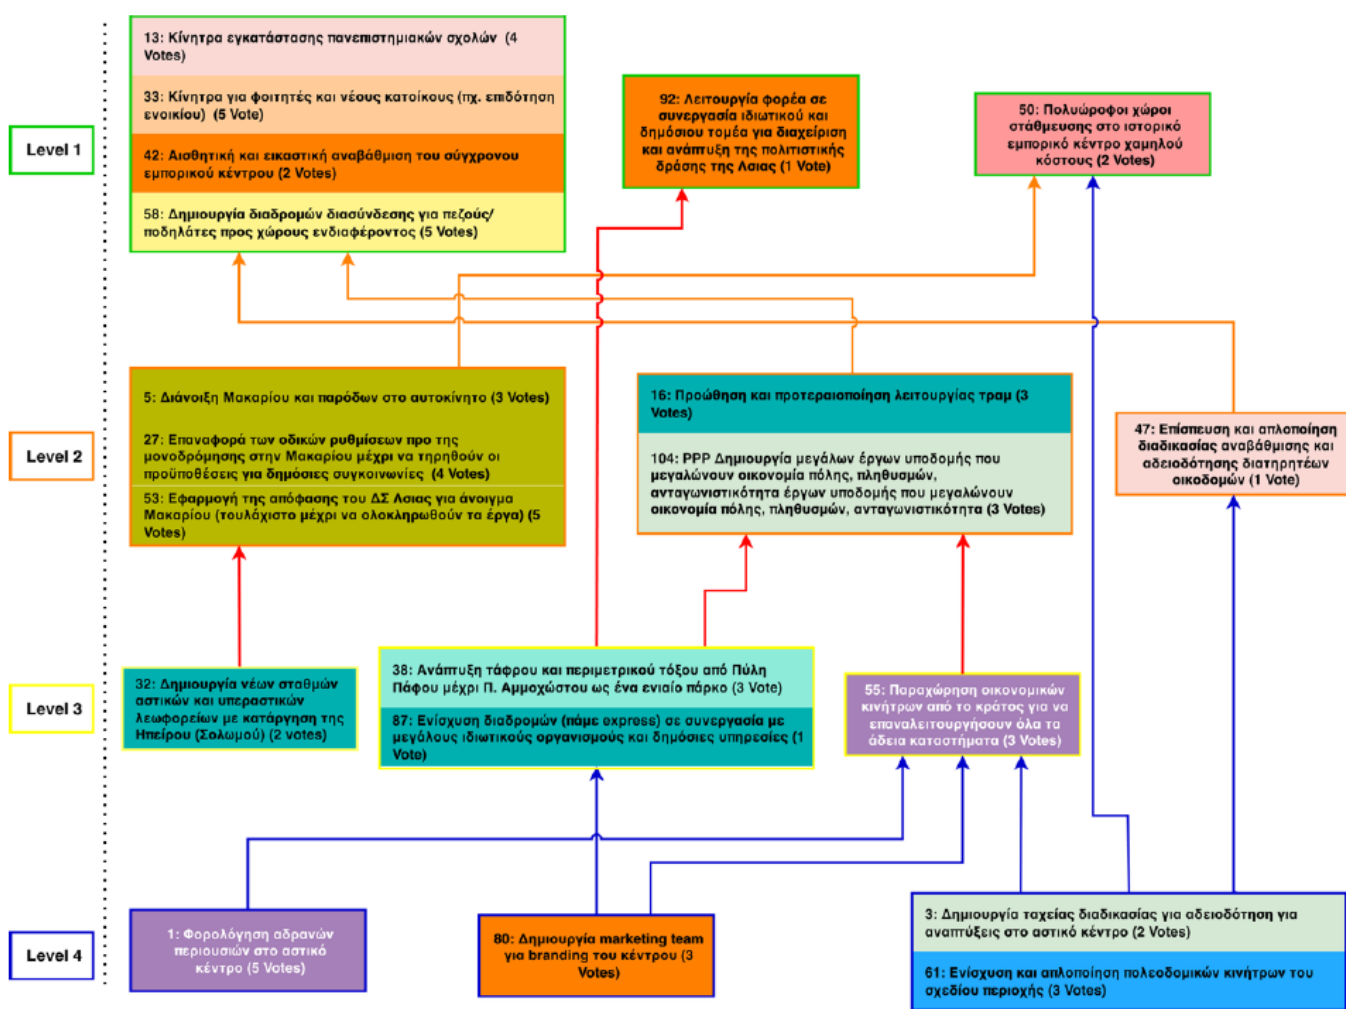 Level 1
13: Κίνητρα εγκατάστασης πανεπιστημιακών σχολών (4
Votes)
33: Κίνητρα για φοιτητές και νέους κατοίκους (πχ. επιδότηση
ενοικίου) (5 Vote)
42: Αισθητική και εικαστική αναβάθμιση του σύγχρονου
εμπορικού κέντρου (2 Votes)
58: Δημιουργία διαδρομών διασύνδεσης για πεζούς/
ποδηλάτες προς χώρους ενδιαφέροντος (5 Votes)
92: Λειτουργία φορέα σε
συνεργασία ιδιωτικού και
δημόσιου τομέα για διαχείριση
και ανάπτυξη της πολιτιστικής
δράσης της Λσιας (1 Vote)
50: Πολυώροφοι χώροι
στάθμευσης στο ιστορικό
εμπορικό κέντρο χαμηλού
κόστους (2 Votes)
Level 2
5: Διάνοιξη Μακαρίου και παρόδων στο αυτοκίνητο (3 Votes)
27: Επαναφορά των οδικών ρυθμίσεων προ της
μονοδρόμησης στην Μακαρίου μέχρι να τηρηθούν οι
προϋποθέσεις για δημόσιες συγκοινωνίες (4 Votes)
53: Εφαρμογή της απόφασης του ΔΣ Λσιας για άνοιγμα
Μακαρίου (τουλάχιστο μέχρι να ολοκληρωθούν τα έργα) (5
Votes)
16: Προώθηση και προτεραιοποίηση λειτουργίας τραμ (3
Votes)
104: PPP Δημιουργία μεγάλων έργων υποδομής που
μεγαλώνουν οικονομία πόλης, πληθυσμών,
ανταγωνιστικότητα έργων υποδομής που μεγαλώνουν
οικονομία πόλης, πληθυσμών, ανταγωνιστικότητα (3 Votes)
47: Επίσπευση και απλοποίηση
διαδικασίας αναβάθμισης και
αδειοδότησης διατηρητέων
οικοδομών (1 Vote)
Level 3
32: Δημιουργία νέων σταθμών
αστικών και υπεραστικών
λεωφορείων με κατάργηση της
Ηπείρου (Σολωμού) (2 votes)
38: Ανάπτυξη τάφρου και περιμετρικού τόξου από Πύλη
Πάφου μέχρι Π. Αμμοχώστου ως ένα ενιαίο πάρκο (3 Vote)
87: Ενίσχυση διαδρομών (πάμε express) σε συνεργασία με
μεγάλους ιδιωτικούς οργανισμούς και δημόσιες υπηρεσίες (1
Vote)
55: Παραχώρηση οικονομικών
κινήτρων από το κράτος για να
επαναλειτουργήσουν όλα τα
άδεια καταστήματα (3 Votes)
Level 4
1: Φορολόγηση αδρανών
περιουσιών στο αστικό
κέντρο (5 Votes)
80: Δημιουργία marketing team
για branding του κέντρου (3
Votes)
3: Δημιουργία ταχείας διαδικασίας για αδειοδότηση για
αναπτύξεις στο αστικό κέντρο (2 Votes)
61: Ενίσχυση και απλοποίηση πολεοδομικών κινήτρων του
σχεδίου περιοχής (3 Votes)